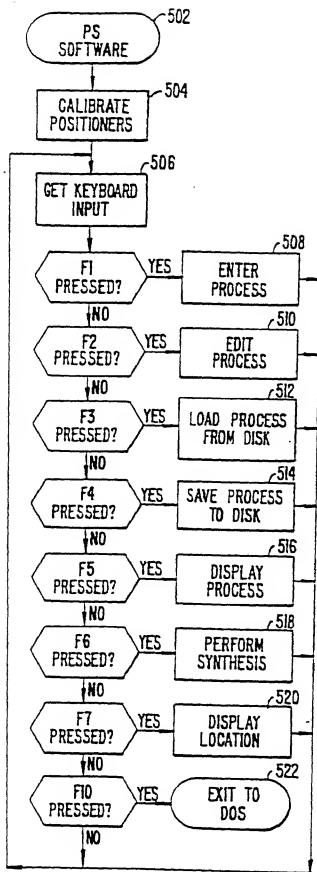 502
PS
SOFTWARE
504
CALIBRATE
POSITIONERS
506
GET KEYBOARD
INPUT
F1
PRESSED?
YES
508
ENTER
PROCESS
NO
F2
PRESSED?
YES
510
EDIT
PROCESS
NO
F3
PRESSED?
YES
512
LOAD PROCESS
FROM DISK
NO
F4
PRESSED?
YES
514
SAVE PROCESS
TO DISK
NO
F5
PRESSED?
YES
516
DISPLAY
PROCESS
NO
F6
PRESSED?
YES
518
PERFORM
SYNTHESIS
NO
F7
PRESSED?
YES
520
DISPLAY
LOCATION
NO
F10
PRESSED?
YES
522
EXIT TO
DOS
NO